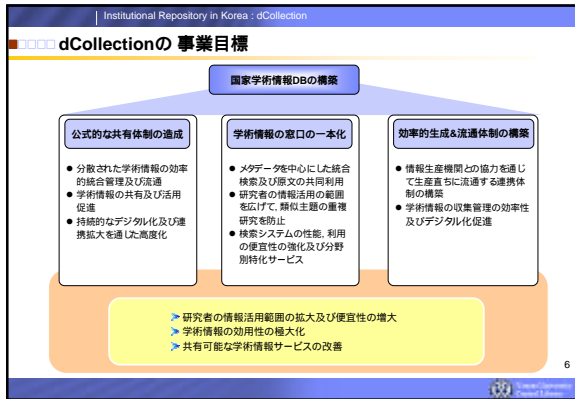 Institutional Repository in Korea : dCollection
dCollectionの 事業目標
国家学術情報DBの構築
公式的な共有体制の造成
● 分散された学術情報の効率
的統合管理及び流通
● 学術情報の共有及び活用
促進
● 持続的なデジタル化及び連
携拡大を通じた高度化
学術情報の窓口の一本化
● メタデータを中心にした統合
検索及び原文の共同利用
● 研究者の情報活用の範囲
を広げて, 類似主題の重複
研究を防止
● 検索システムの性能, 利用
の便宜性の強化及び分野
別特化サービス
効率的生成&流通体制の構築
● 情報生産機関との協力を通じ
て生産直ちに流通する連携体
制の構築
● 学術情報の収集管理の効率性
及びデジタル化促進
➢ 研究者の情報活用範囲の拡大及び便宜性の増大
➢ 学術情報の効用性の極大化
➢ 共有可能な学術情報サービスの改善
6